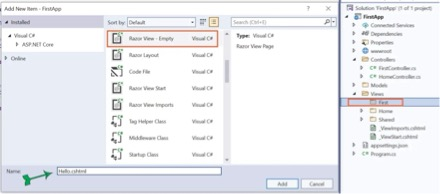 Add New Item - FirstApp
? ×
Installed
Visual C#
ASP.NET Core
Online
Sort by: Default
Search (Ctrl+E)
Razor View - Empty Visual C#
Razor Layout Visual C#
Code File Visual C#
Razor View Start Visual C#
Razor View Imports Visual C#
Tag Helper Class Visual C#
Middleware Class Visual C#
Startup Class Visual C#
Type: Visual C#
Razor View Page
Name: Hello.cshtml
Add Cancel
Solution 'FirstApp' (1 of 1 project)
FirstApp
Connected Services
Dependencies
Properties
wwwroot
Controllers
C# FirstController.cs
C# HomeController.cs
Models
Views
First
Home
Shared
_ViewImports.cshtml
_ViewStart.cshtml
appsettings.json
C# Program.cs